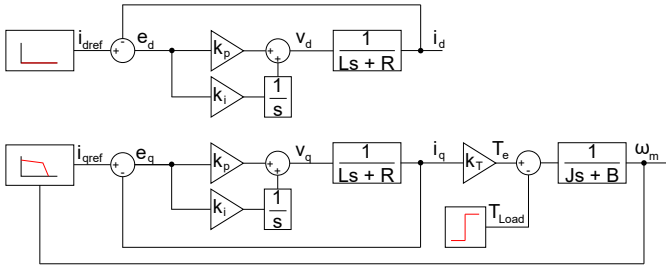 i_dref
-
+
e_d
k_p
+
+
v_d
1
Ls + R
i_d
k_i
1
s
i_qref
+
-
e_q
k_p
+
+
v_q
1
Ls + R
i_q
k_T
T_e
+
-
1
Js + B
ω_m
k_i
1
s
T_Load